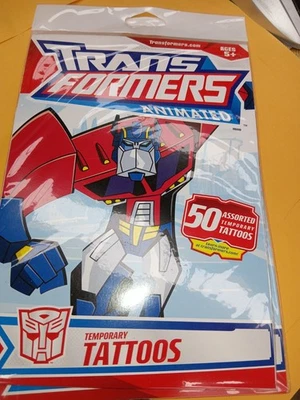 Transformers.com
AGES
5+
TRANS
FORMERS
ANIMATED
50
ASSORTED
TEMPORARY
TATTOOS
TEMPORARY
TATTOOS